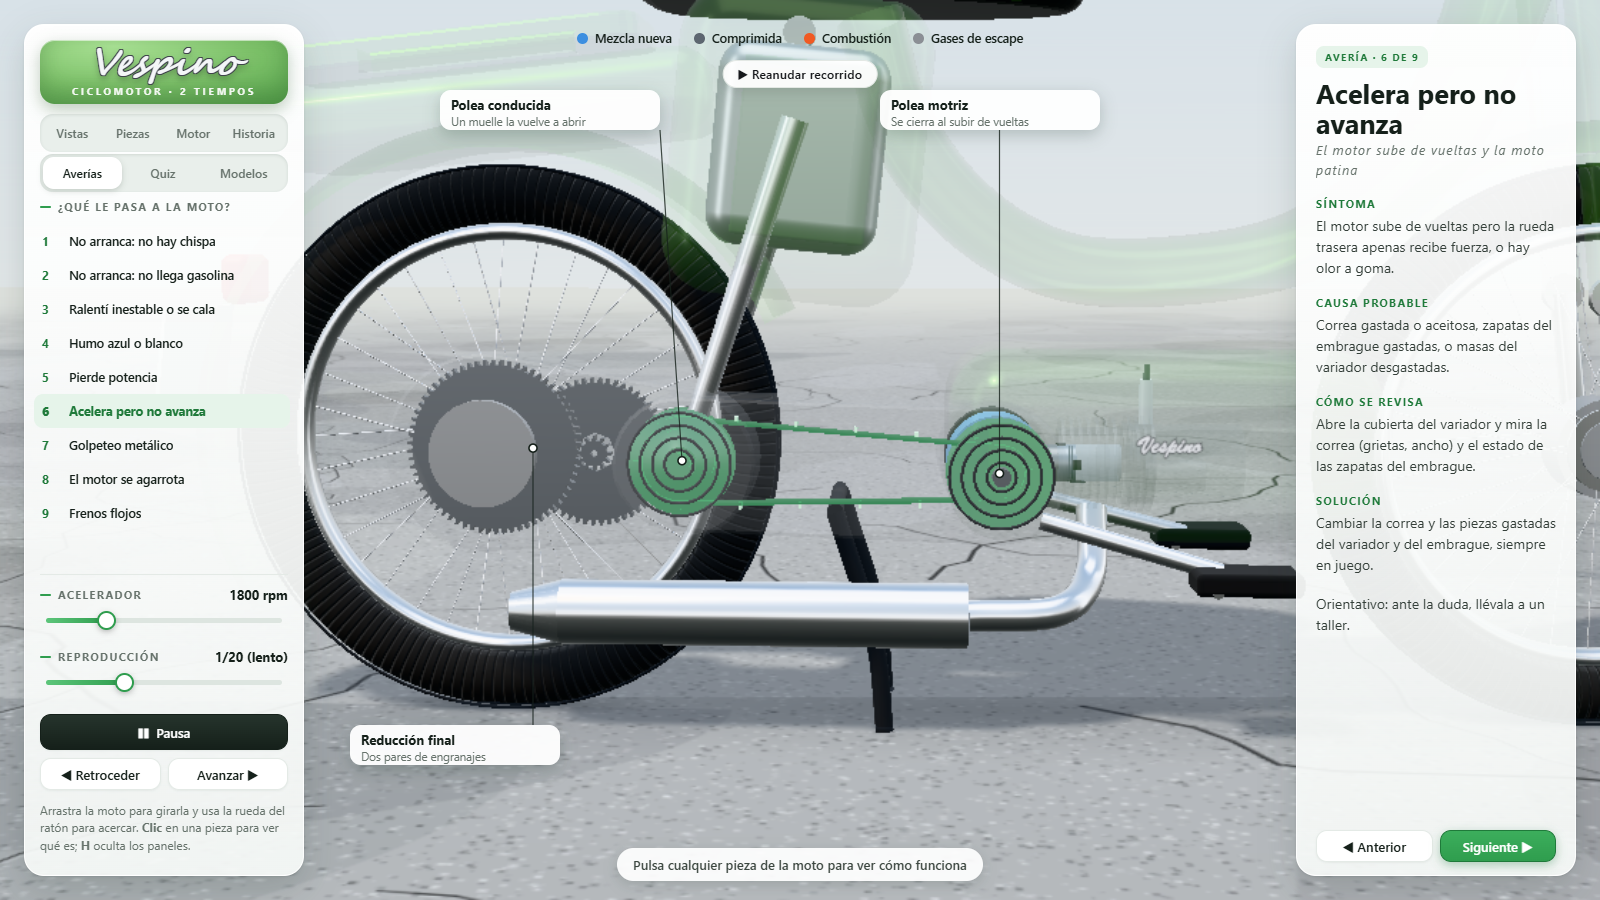 Vespino
CICLOMOTOR · 2 TIEMPOS
Vistas
Piezas
Motor
Historia
Averías
Quiz
Modelos
¿QUÉ LE PASA A LA MOTO?
1 No arranca: no hay chispa
2 No arranca: no llega gasolina
3 Ralentí inestable o se cala
4 Humo azul o blanco
5 Pierde potencia
6 Acelera pero no avanza
7 Golpeteo metálico
8 El motor se agarrota
9 Frenos flojos
ACELERADOR 1800 rpm
REPRODUCCIÓN 1/20 (lento)
Pausa
◀ Retroceder
Avanzar ▶
Arrastra la moto para girarla y usa la rueda del
ratón para acercar. Clic en una pieza para ver
qué es; H oculta los paneles.
Mezcla nueva
Comprimida
Combustión
Gases de escape
▶ Reanudar recorrido
Polea conducida
Un muelle la vuelve a abrir
Polea motriz
Se cierra al subir de vueltas
Vespino
Reducción final
Dos pares de engranajes
Pulsa cualquier pieza de la moto para ver cómo funciona
AVERÍA · 6 DE 9
Acelera pero no
avanza
El motor sube de vueltas y la moto
patina
SÍNTOMA
El motor sube de vueltas pero la rueda
trasera apenas recibe fuerza, o hay
olor a goma.
CAUSA PROBABLE
Correa gastada o aceitosa, zapatas del
embrague gastadas, o masas del
variador desgastadas.
CÓMO SE REVISA
Abre la cubierta del variador y mira la
correa (grietas, ancho) y el estado de
las zapatas del embrague.
SOLUCIÓN
Cambiar la correa y las piezas gastadas
del variador y del embrague, siempre
en juego.
Orientativo: ante la duda, llévala a un
taller.
◀ Anterior
Siguiente ▶